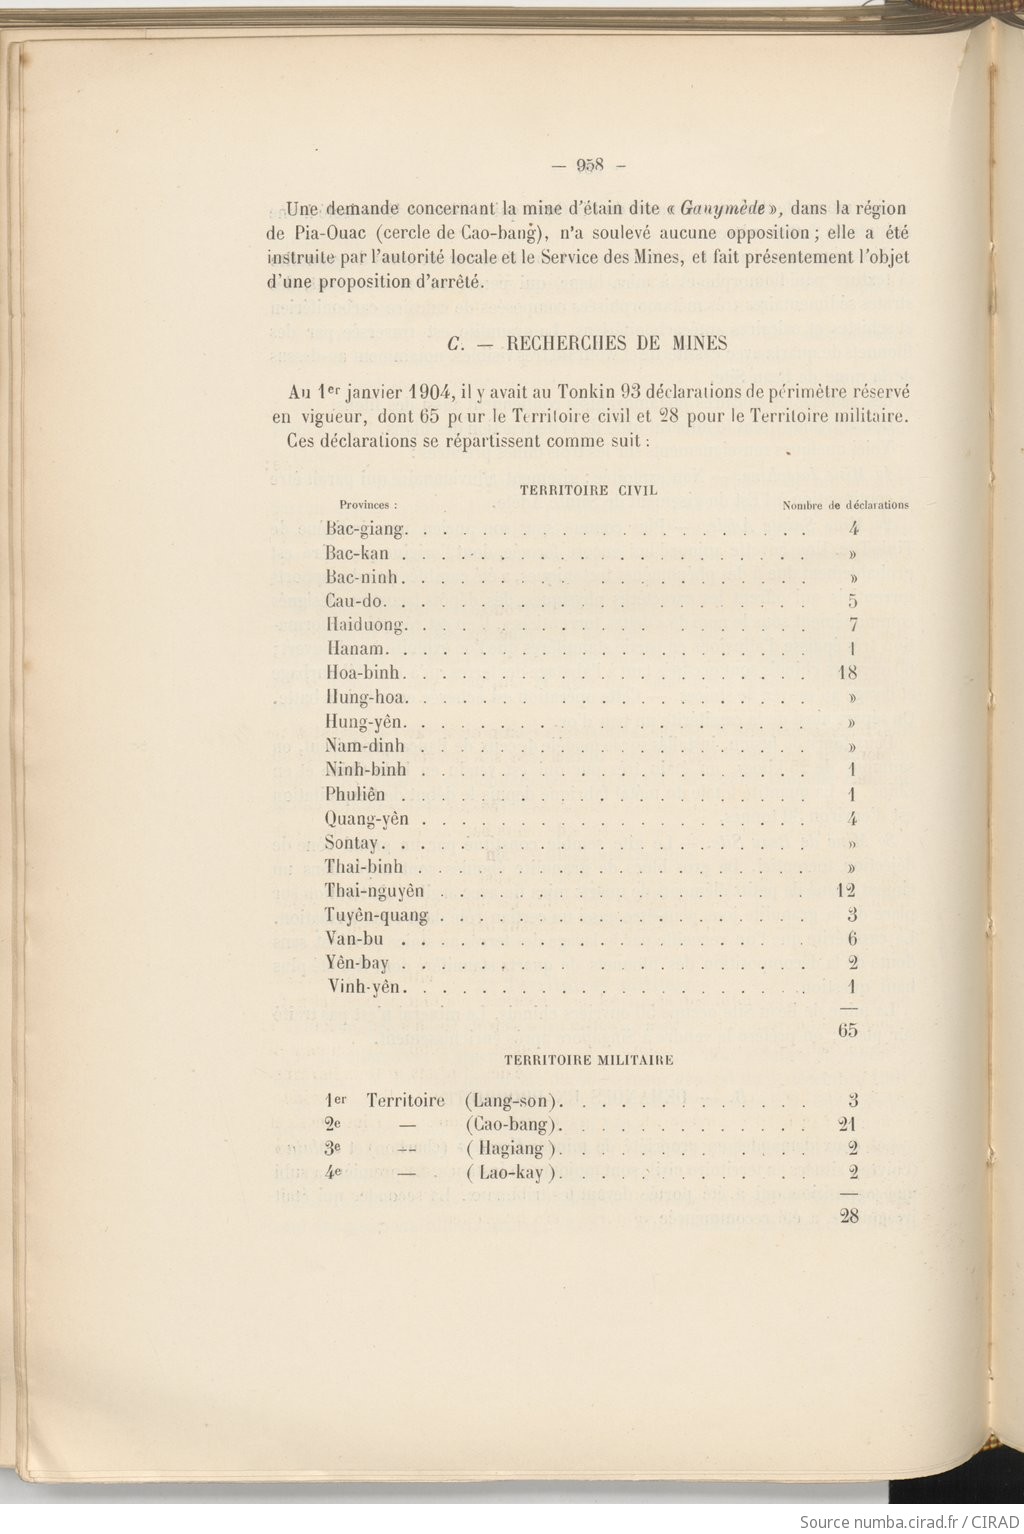 — 958 –
Une demande concernant la mine d'étain dite « Ganymède », dans la région
de Pia-Ouac (cercle de Cao-bang), n'a soulevé aucune opposition ; elle a été
instruite par l'autorité locale et le Service des Mines, et fait présentement l'objet
d'une proposition d'arrêté.
C. — RECHERCHES DE MINES
Au 1er janvier 1904, il y avait au Tonkin 93 déclarations de périmètre réservé
en vigueur, dont 65 pour le Territoire civil et 28 pour le Territoire militaire.
Ces déclarations se répartissent comme suit :
TERRITOIRE CIVIL
Provinces : Nombre de déclarations
Bac-giang. . . . . . . . . . . . . . . . . . . . . 4
Bac-kan . . . . . . . . . . . . . . . . . . . . . »
Bac-ninh. . . . . . . . . . . . . . . . . . . . »
Cau-do. . . . . . . . . . . . . . . . . . . . . . 5
Haiduong. . . . . . . . . . . . . . . . . . . . 7
Hanam. . . . . . . . . . . . . . . . . . . . . . 1
Hoa-binh. . . . . . . . . . . . . . . . . . . . . 18
Hung-hoa. . . . . . . . . . . . . . . . . . . . »
Hung-yên. . . . . . . . . . . . . . . . . . . . »
Nam-dinh . . . . . . . . . . . . . . . . . . . . »
Ninh-binh . . . . . . . . . . . . . . . . . . . . 1
Phuliên . . . . . . . . . . . . . . . . . . . . . 1
Quang-yên . . . . . . . . . . . . . . . . . . . . 4
Sontay. . . . . . . . . . . . . . . . . . . . . . »
Thai-binh . . . . . . . . . . . . . . . . . . . . »
Thai-nguyên . . . . . . . . . . . . . . . . . . 12
Tuyên-quang . . . . . . . . . . . . . . . . . . . 3
Van-bu . . . . . . . . . . . . . . . . . . . . 6
Yên-bay . . . . . . . . . . . . . . . . . . . . 2
Vinh-yên. . . . . . . . . . . . . . . . . . . . . 1
—
65
TERRITOIRE MILITAIRE
1er Territoire (Lang-son). . . . . . . . . . . . . 3
2e — (Cao-bang). . . . . . . . . . . . . 21
3e — ( Hagiang ). . . . . . . . . . . . 2
4e — ( Lao-kay ). . . . . . . . . . . . 2
—
28
Source numba.cirad.fr / CIRAD